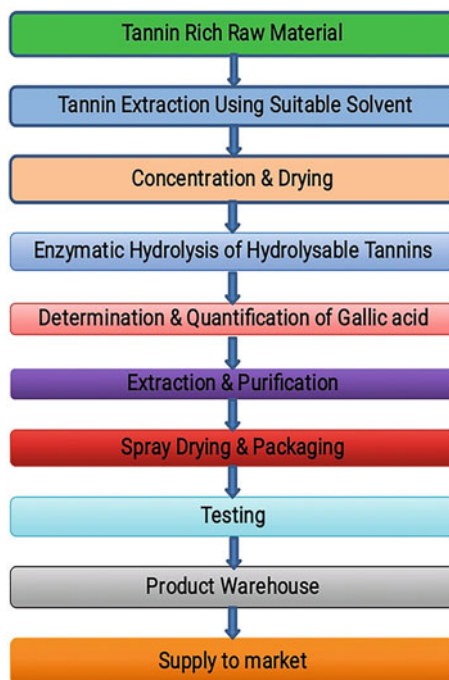 Tannin Rich Raw Material
Tannin Extraction Using Suitable Solvent
Concentration & Drying
Enzymatic Hydrolysis of Hydrolysable Tannins
Determination & Quantification of Gallic acid
Extraction & Purification
Spray Drying & Packaging
Testing
Product Warehouse
Supply to market